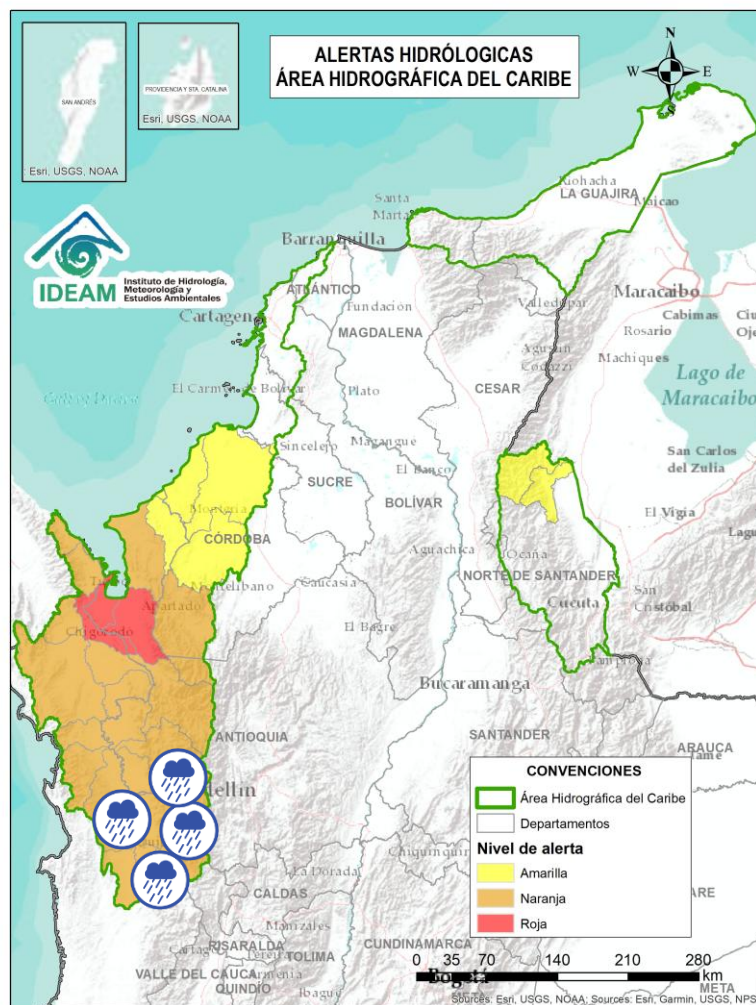 ALERTAS HIDRÓLOGICAS
ÁREA HIDROGRÁFICA DEL CARIBE
N
W
E
S
SAN ANDRÉS
Esri, USGS, NOAA
PROVIDENCIA Y STA. CATALINA
Esri, USGS, NOAA
IDEAM
Instituto de Hidrología,
Meteorología y
Estudios Ambientales
Riohacha
LA GUAJIRA
Maicao
Santa
Marta
Barranquilla
ATLÁNTICO
Cartagena
Fundación
MAGDALENA
Valledupar
Agustín
Codazzi
Maracaibo
Cabimas
Rosario
Machiques
Lago de
Maracaibo
CESAR
El Carmen de Bolívar
Plato
Sincelejo
Magangué
SUCRE
El Banco
BOLÍVAR
San Carlos
del Zulia
El Vigía
Montería
CÓRDOBA
Montelíbano
Caucasia
Aguachica
Ocaña
NORTE DE SANTANDER
Cúcuta
San
Cristóbal
Turbo
Apartadó
Chigorodó
El Bagre
Pamplona
Bucaramanga
ANTIOQUIA
SANTANDER
ARAUCA
dellín
La Dorada
CALDAS
Manizales
RISARALDA
Pereira
TOLIMA
CUNDINAMARCA
VALLE DEL CAUCA
Armenia
QUINDÍO
Ibagué
Bogotá
META
META
CONVENCIONES
Área Hidrográfica del Caribe
Departamentos
Nivel de alerta
Amarilla
Naranja
Roja
0 35 70 140 210 280
km
Sources: Esri, USGS, NOAA; Sources: Esri, Garmin, USGS,